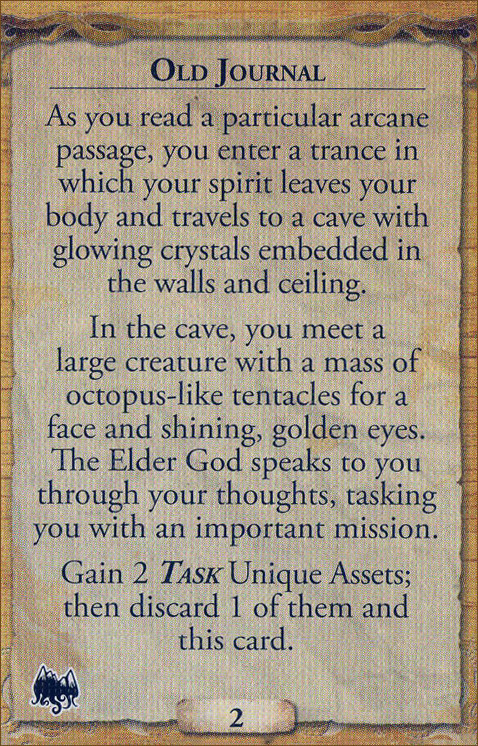 OLD JOURNAL
As you read a particular arcane
passage, you enter a trance in
which your spirit leaves your
body and travels to a cave with
glowing crystals embedded in
the walls and ceiling.
In the cave, you meet a
large creature with a mass of
octopus-like tentacles for a
face and shining, golden eyes.
The Elder God speaks to you
through your thoughts, tasking
you with an important mission.
Gain 2 TASK Unique Assets;
then discard 1 of them and
this card.
2